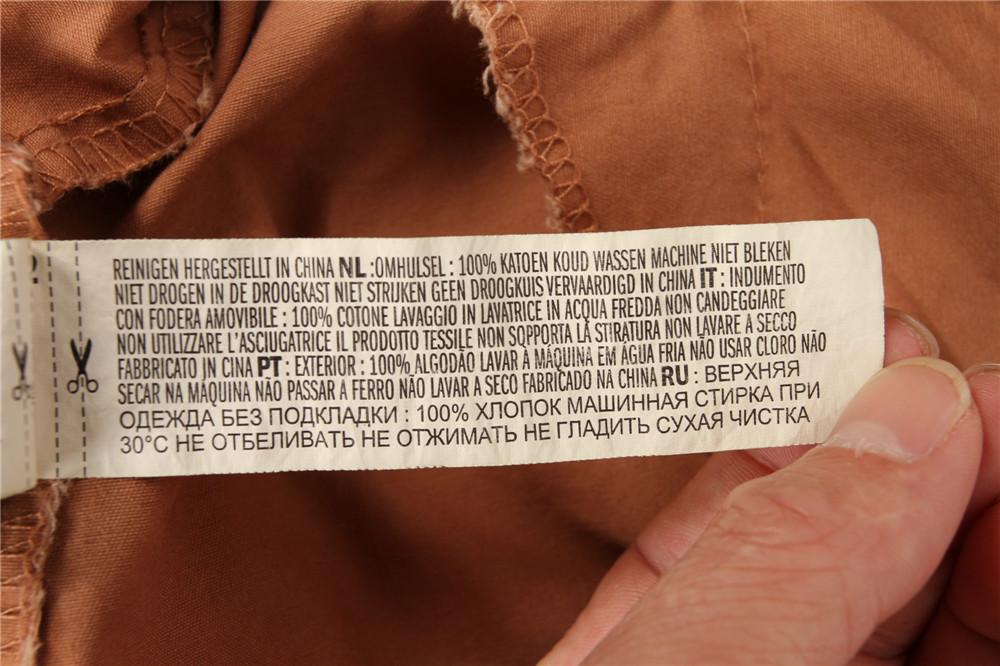 REINIGEN HERGESTELLT IN CHINA NL :OMHULSEL : 100% KATOEN KOUD WASSEN MACHINE NIET BLEKEN
NIET DROGEN IN DE DROOGKAST NIET STRIJKEN GEEN DROOGKUIS VERVAARDIGD IN CHINA IT : INDUMENTO
CON FODERA AMOVIBILE : 100% COTONE LAVAGGIO IN LAVATRICE IN ACQUA FREDDA NON CANDEGGIARE
NON UTILIZZARE L'ASCIUGATRICE IL PRODOTTO TESSILE NON SOPPORTA LA STIRATURA NON LAVARE A SECCO
FABBRICATO IN CINA PT : EXTERIOR : 100% ALGODÃO LAVAR À MÁQUINA EM ÁGUA FRIA NÃO USAR CLORO NÃO
SECAR NA MÁQUINA NÃO PASSAR A FERRO NÃO LAVAR A SECO FABRICADO NA CHINA RU : ВЕРХНЯЯ
ОДЕЖДА БЕЗ ПОДКЛАДКИ : 100% ХЛОПОК МАШИННАЯ СТИРКА ПРИ
30°C НЕ ОТБЕЛИВАТЬ НЕ ОТЖИМАТЬ НЕ ГЛАДИТЬ СУХАЯ ЧИСТКА